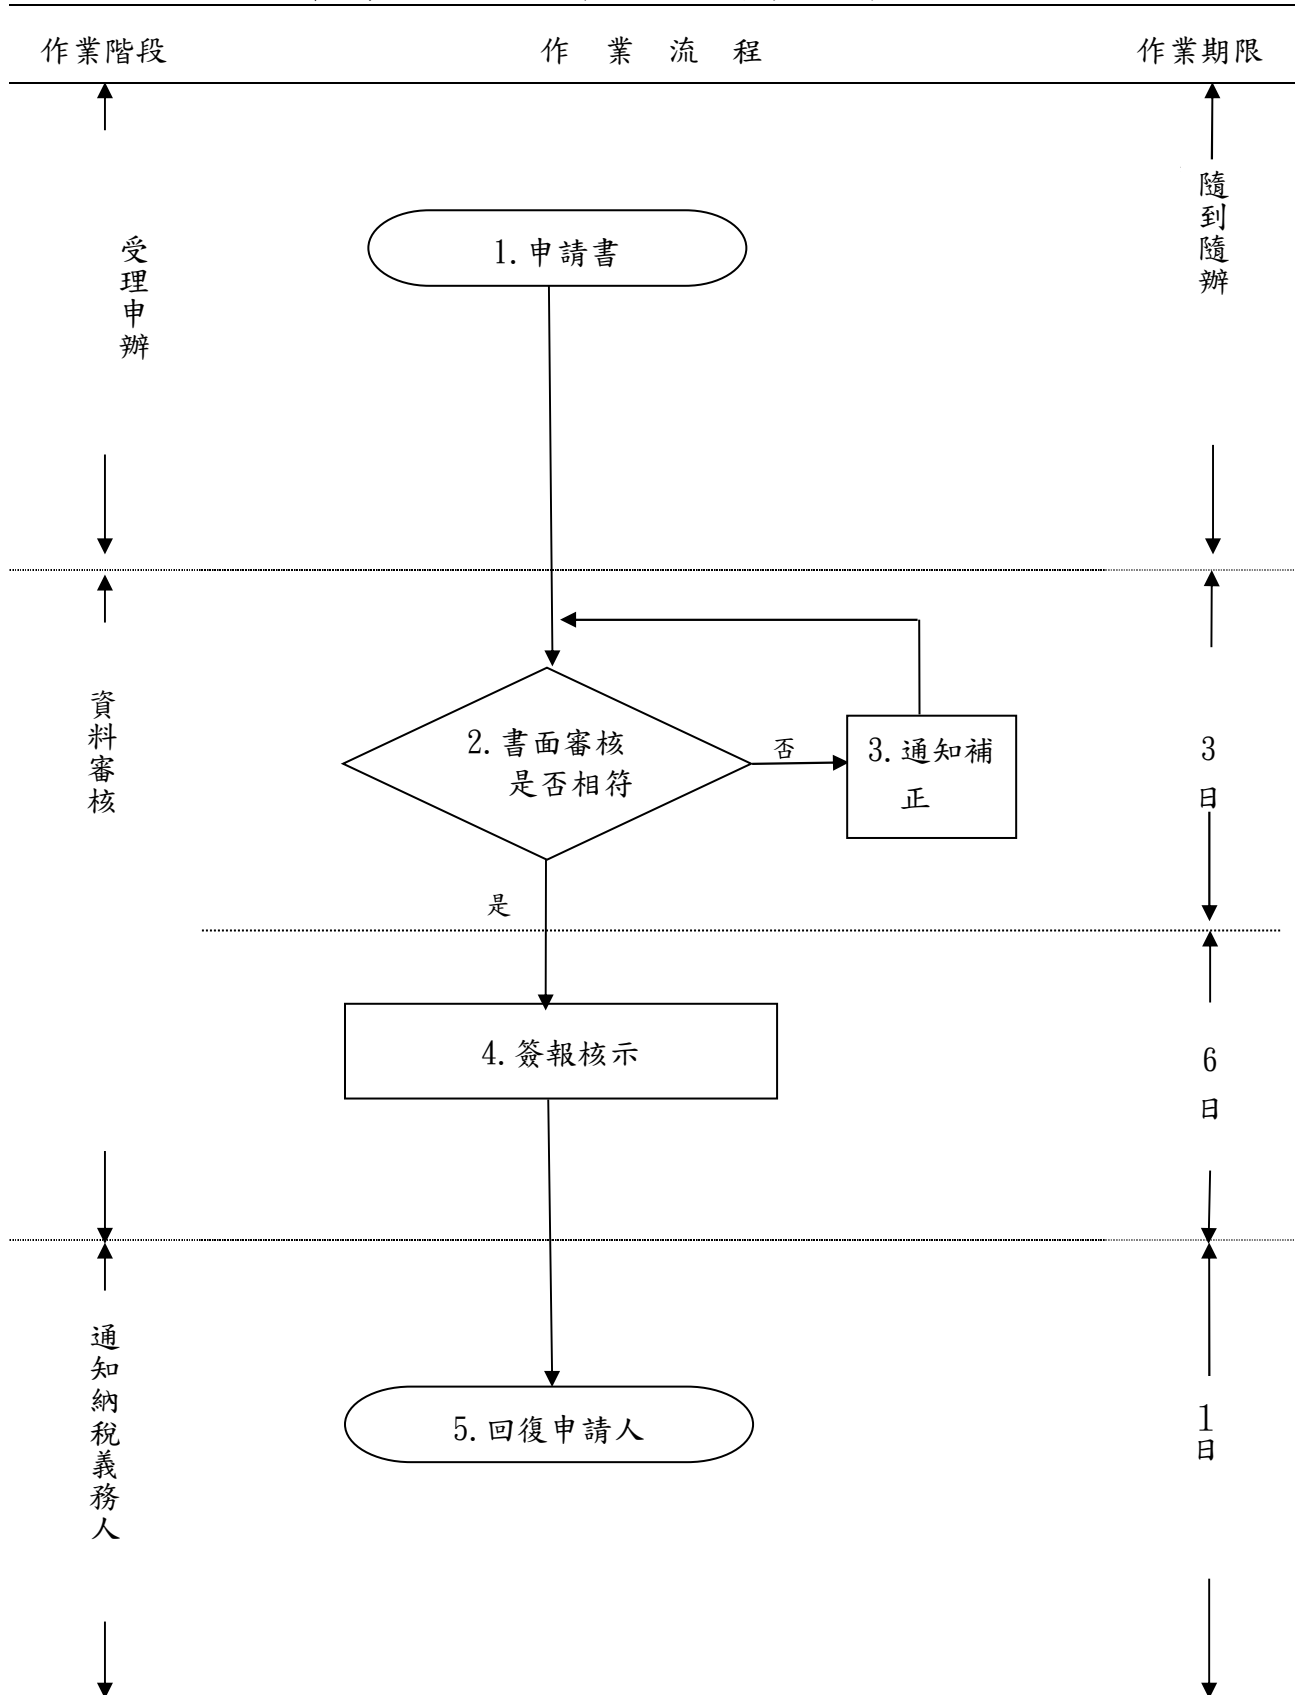 作業階段 作業流程 作業期限
受理申辦
1.申請書
隨到隨辦
資料審核
2.書面審核
是否相符
否
3.通知補
正
3
日
是
4.簽報核示
6
日
通知納稅義務人
5.回復申請人
1
日